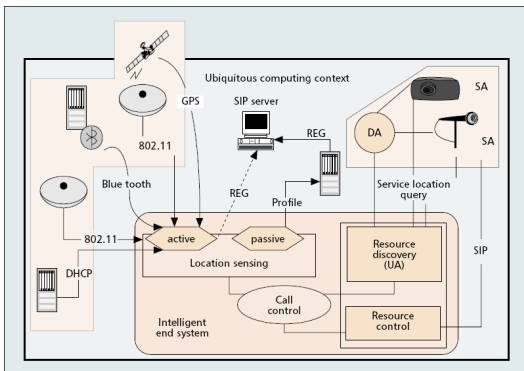 Ubiquitous computing context
GPS
SIP server
SA
DA
SA
REG
802.11
Blue tooth
REG
Service location
query
Profile
802.11
active
passive
Resource
discovery
(UA)
SIP
Location sensing
DHCP
Call
control
Intelligent
end system
Resource
control